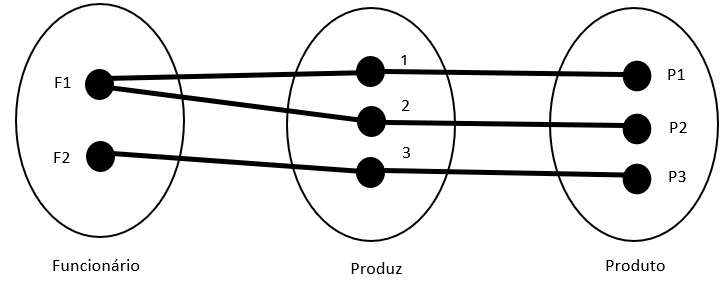 F1
F2
Funcionário
1
2
3
Produz
P1
P2
P3
Produto